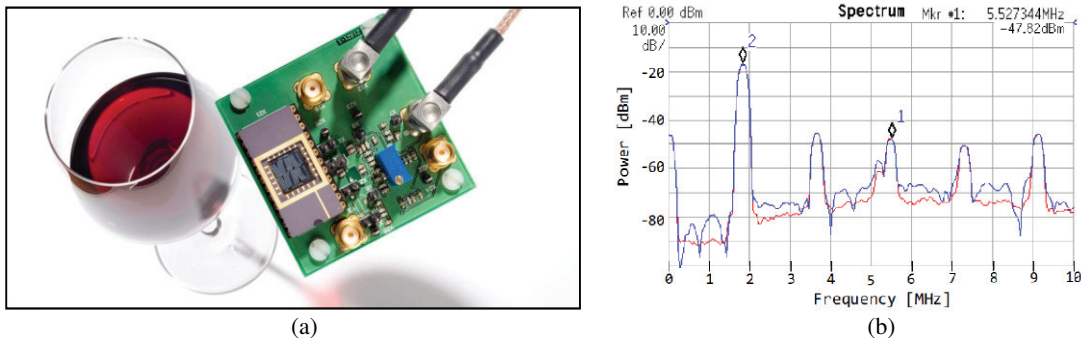 Ref 0.00 dBm Spectrum Mkr #1: 5.527344MHz
10.00 -47.82dBm
dB/
2
-20
1
-40
-60
-80
Power [dBm]
0 1 2 3 4 5 6 7 8 9 10
Frequency [MHz]
(a) (b)